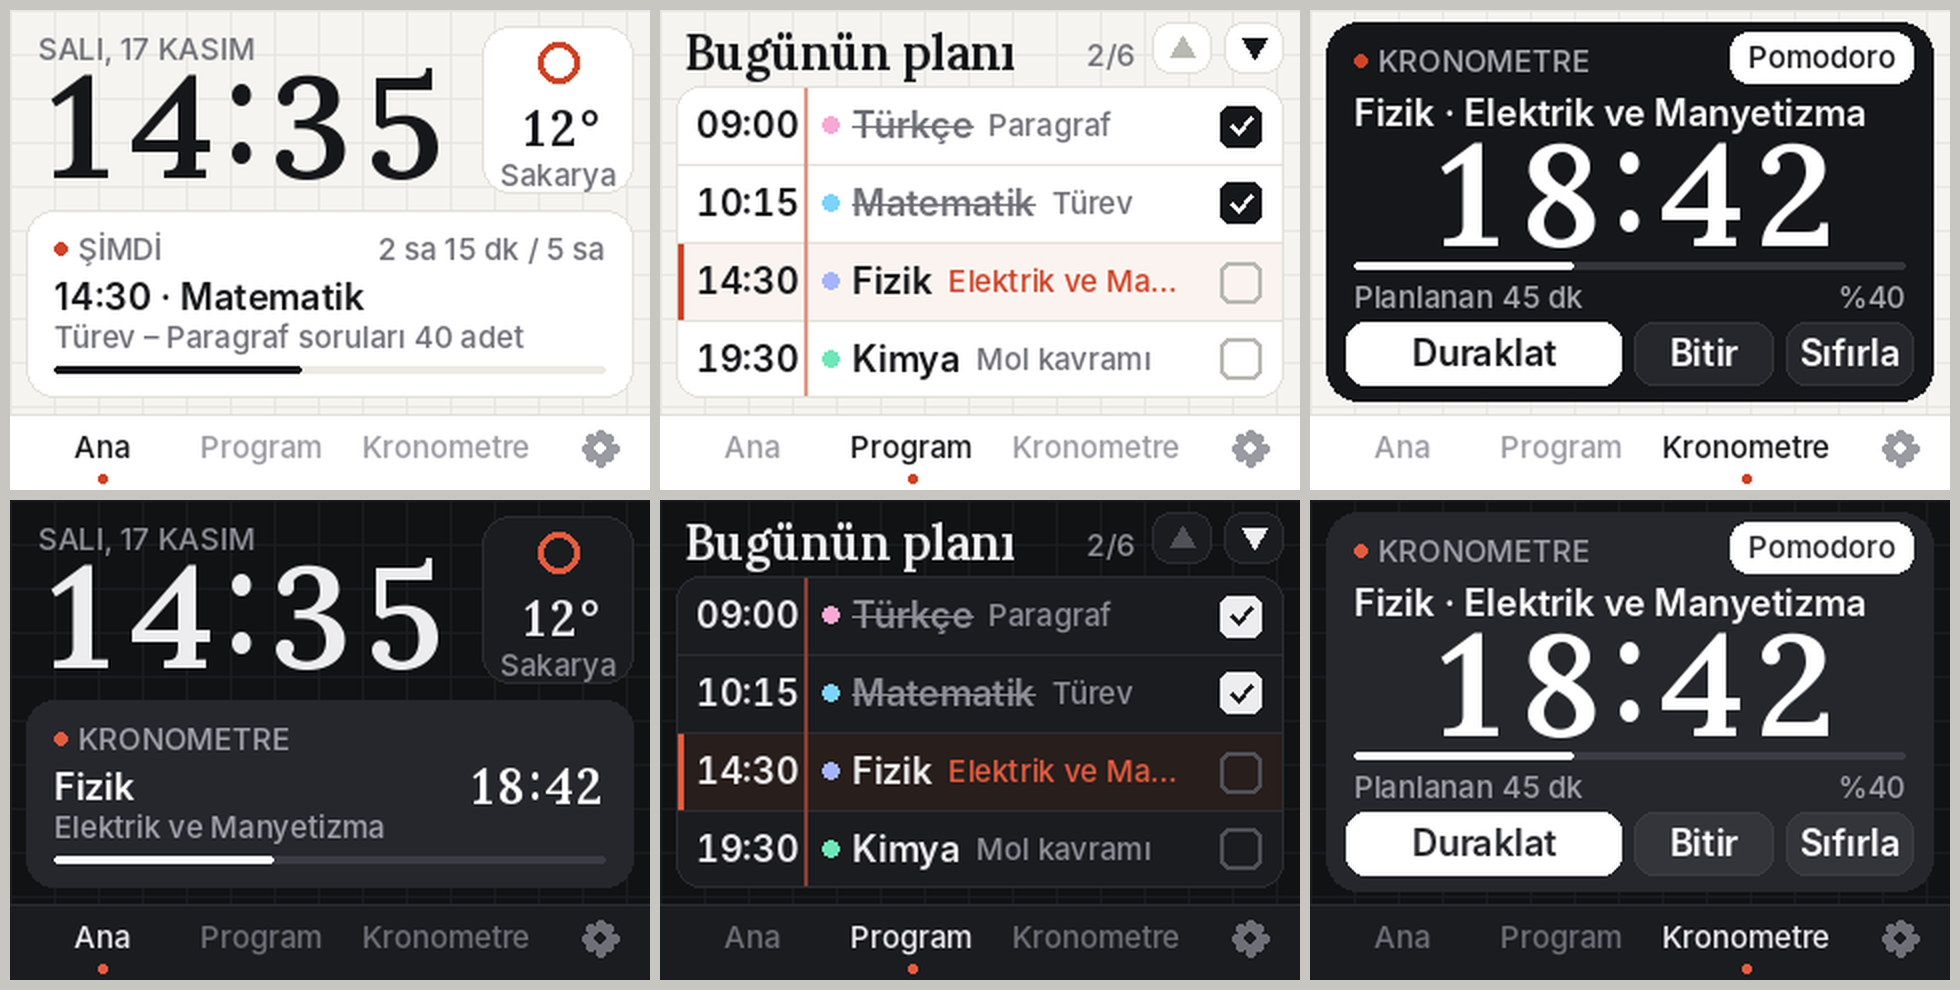 SALI, 17 KASIM
14:35
12°
Sakarya
ŞİMDİ 2 sa 15 dk / 5 sa
14:30 · Matematik
Türev – Paragraf soruları 40 adet
Ana Program Kronometre
Bugünün planı 2/6
09:00 Türkçe Paragraf
10:15 Matematik Türev
14:30 Fizik Elektrik ve Ma...
19:30 Kimya Mol kavramı
Ana Program Kronometre
KRONOMETRE Pomodoro
Fizik · Elektrik ve Manyetizma
18:42
Planlanan 45 dk %40
Duraklat Bitir Sıfırla
Ana Program Kronometre
SALI, 17 KASIM
14:35
12°
Sakarya
KRONOMETRE
Fizik 18:42
Elektrik ve Manyetizma
Ana Program Kronometre
Bugünün planı 2/6
09:00 Türkçe Paragraf
10:15 Matematik Türev
14:30 Fizik Elektrik ve Ma...
19:30 Kimya Mol kavramı
Ana Program Kronometre
KRONOMETRE Pomodoro
Fizik · Elektrik ve Manyetizma
18:42
Planlanan 45 dk %40
Duraklat Bitir Sıfırla
Ana Program Kronometre